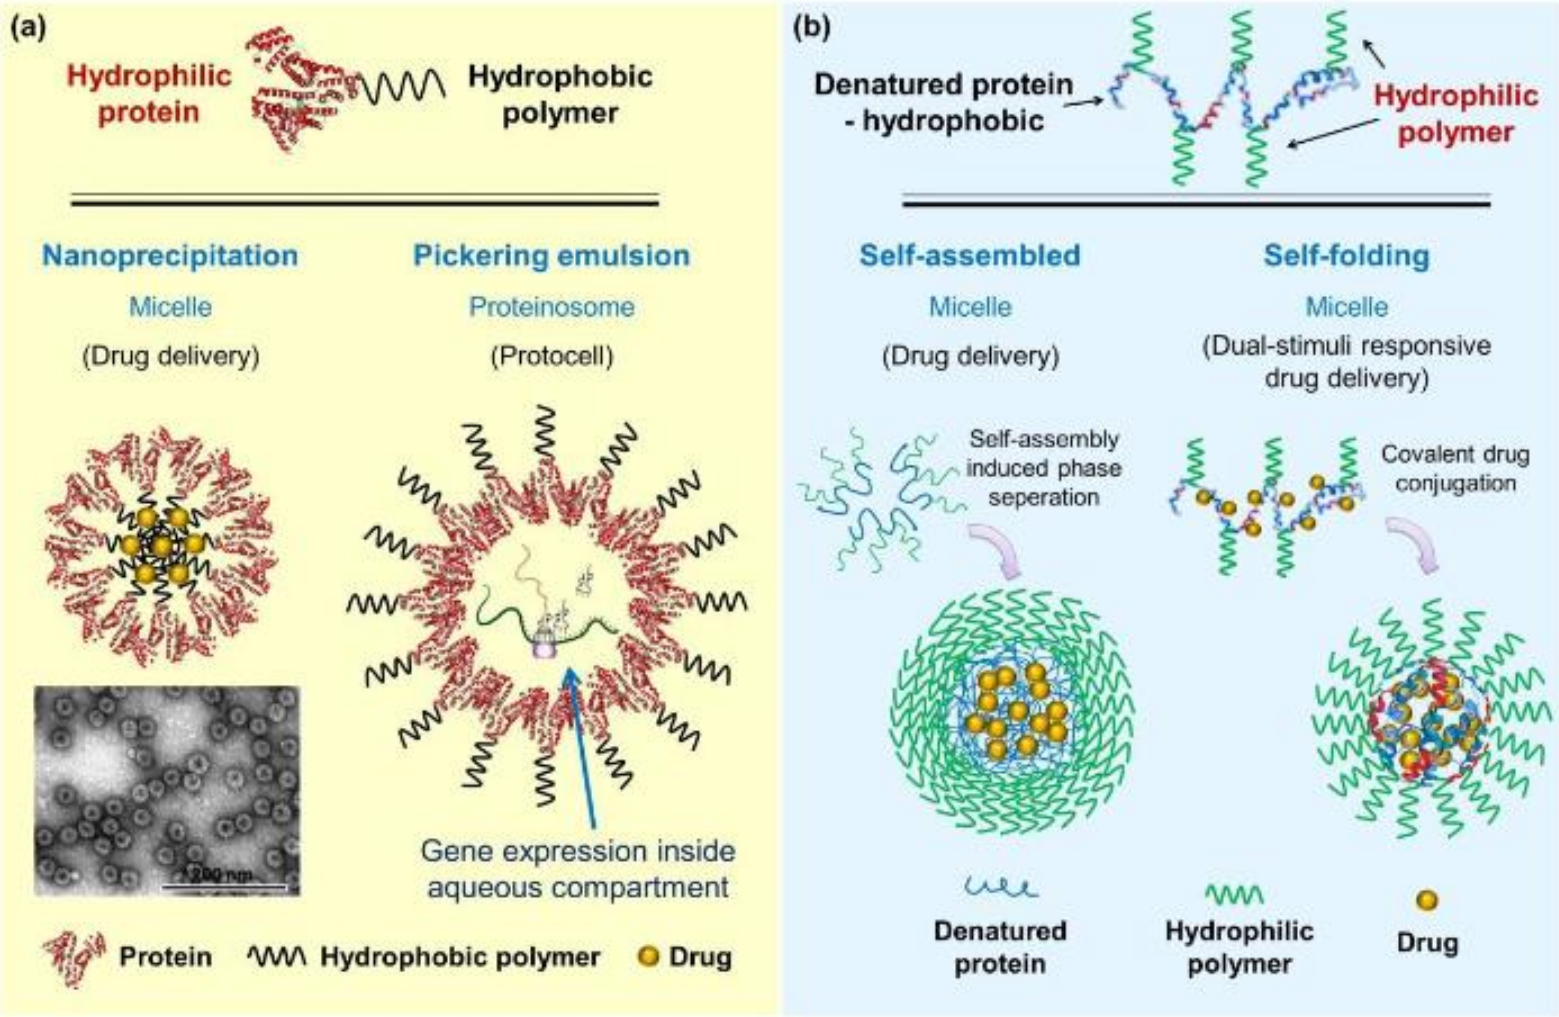 (a)
Hydrophilic
protein
Hydrophobic
polymer
Nanoprecipitation
Micelle
(Drug delivery)
Pickering emulsion
Proteinosome
(Protocell)
200 nm
Gene expression inside
aqueous compartment
Protein
Hydrophobic polymer
Drug
(b)
Denatured protein
- hydrophobic
Hydrophilic
polymer
Self-assembled
Micelle
(Drug delivery)
Self-folding
Micelle
(Dual-stimuli responsive
drug delivery)
Self-assembly
induced phase
seperation
Covalent drug
conjugation
Denatured
protein
Hydrophilic
polymer
Drug